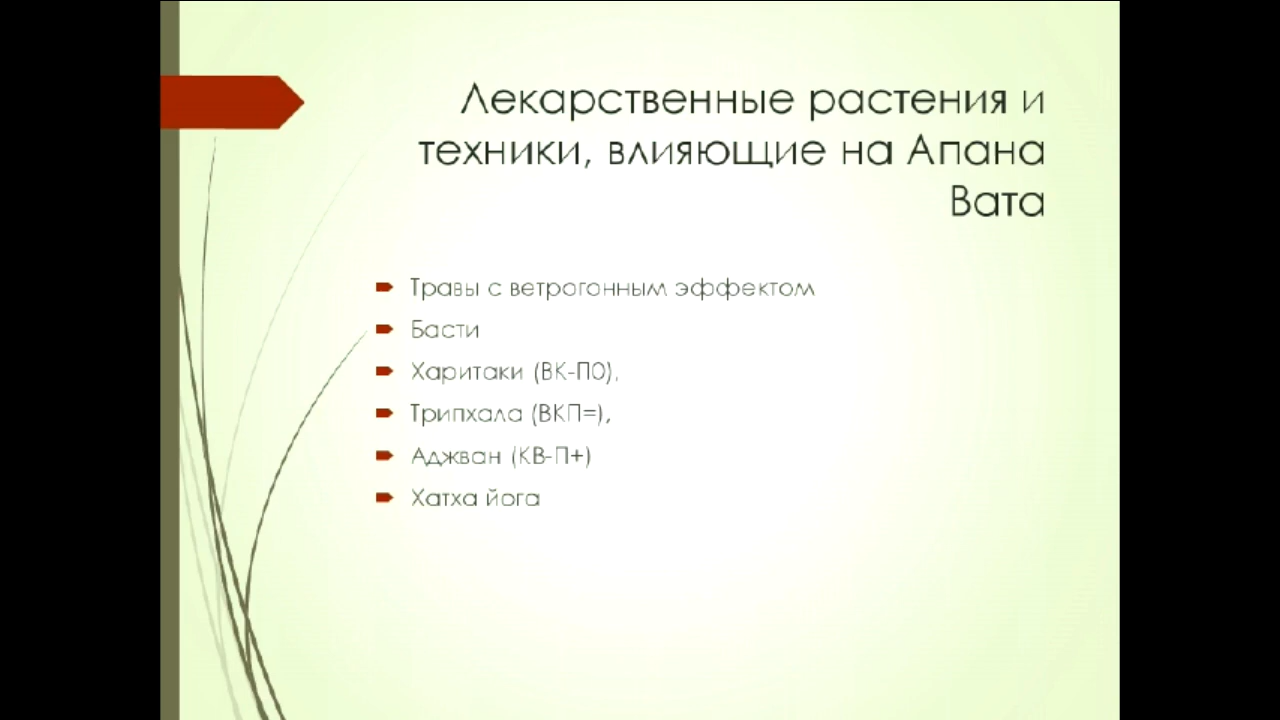 Лекарственные растения и
техники, влияющие на Апана
Вата
Травы с ветрогонным эффектом
Басти
Харитаки (ВК-П0),
Трипхала (ВКП=),
Аджван (КВ-П+)
Хатха йога